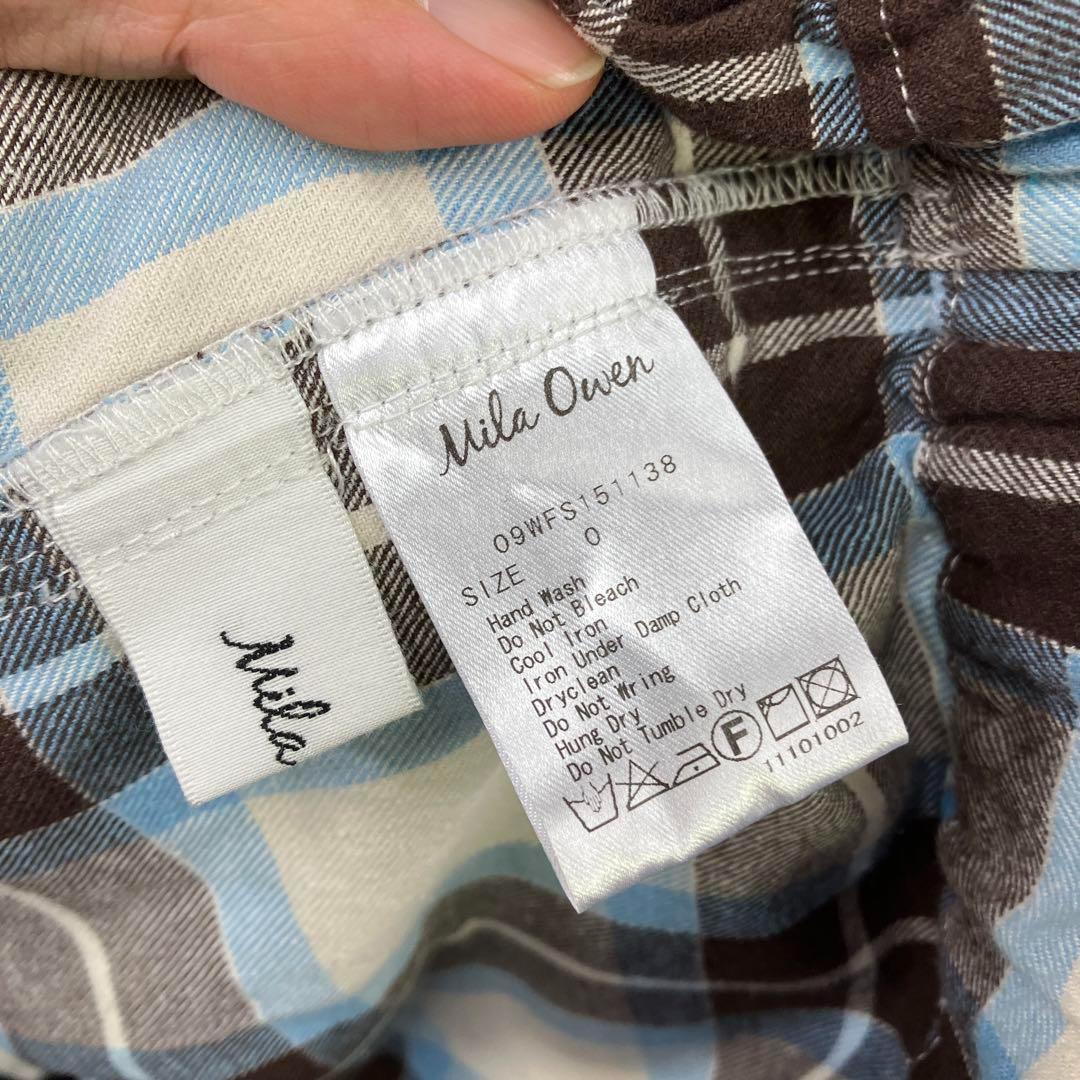 Mila Owen
09WFS151138
SIZE 0
Hand Wash
Do Not Bleach
Cool Iron
Iron Under Damp Cloth
Dryclean
Do Not Wring
Hung Dry
Do Not Tumble Dry
F
11101002
Mila